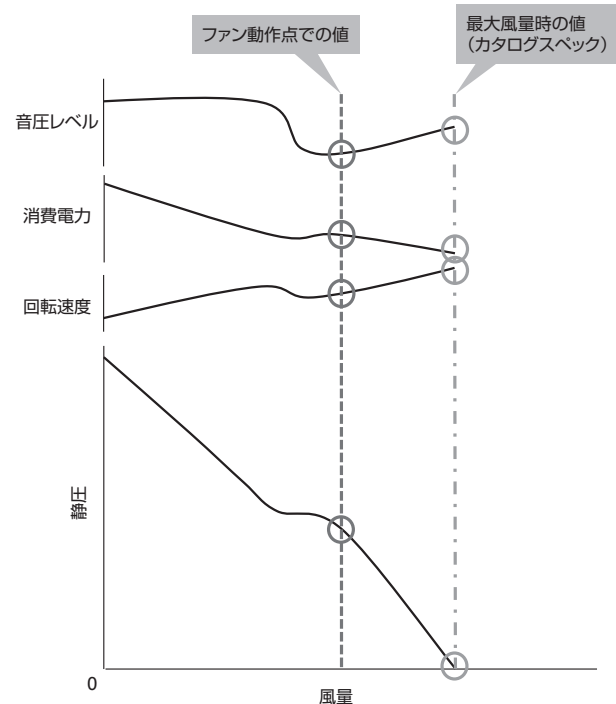 ファン動作点での値
最大風量時の値
（カタログスペック）
音圧レベル
消費電力
回転速度
静圧
0
風量